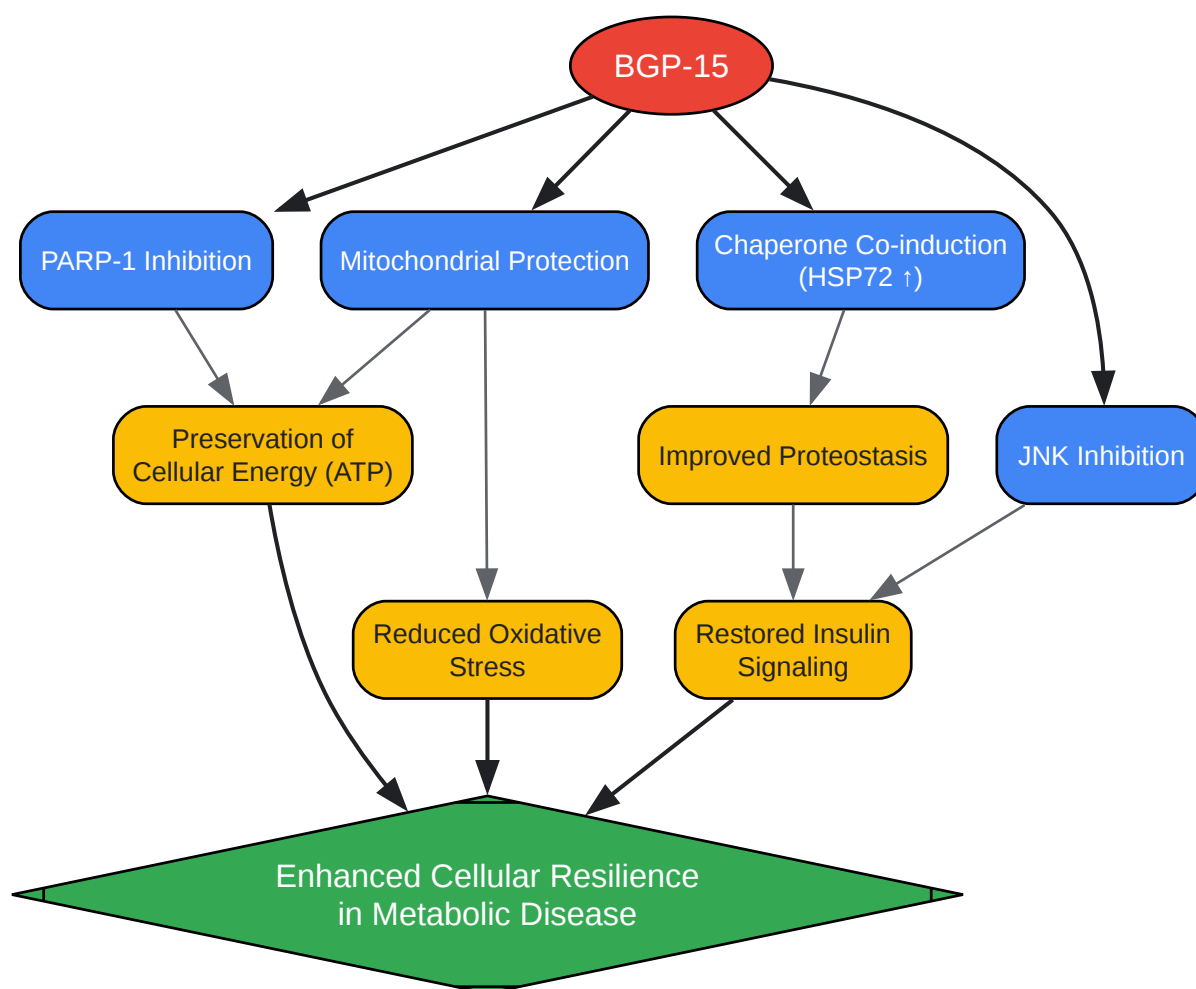 BGP-15
PARP-1 Inhibition
Mitochondrial Protection
Chaperone Co-induction
(HSP72 ↑)
Preservation of
Cellular Energy (ATP)
Improved Proteostasis
JNK Inhibition
Reduced Oxidative
Stress
Restored Insulin
Signaling
Enhanced Cellular Resilience
in Metabolic Disease